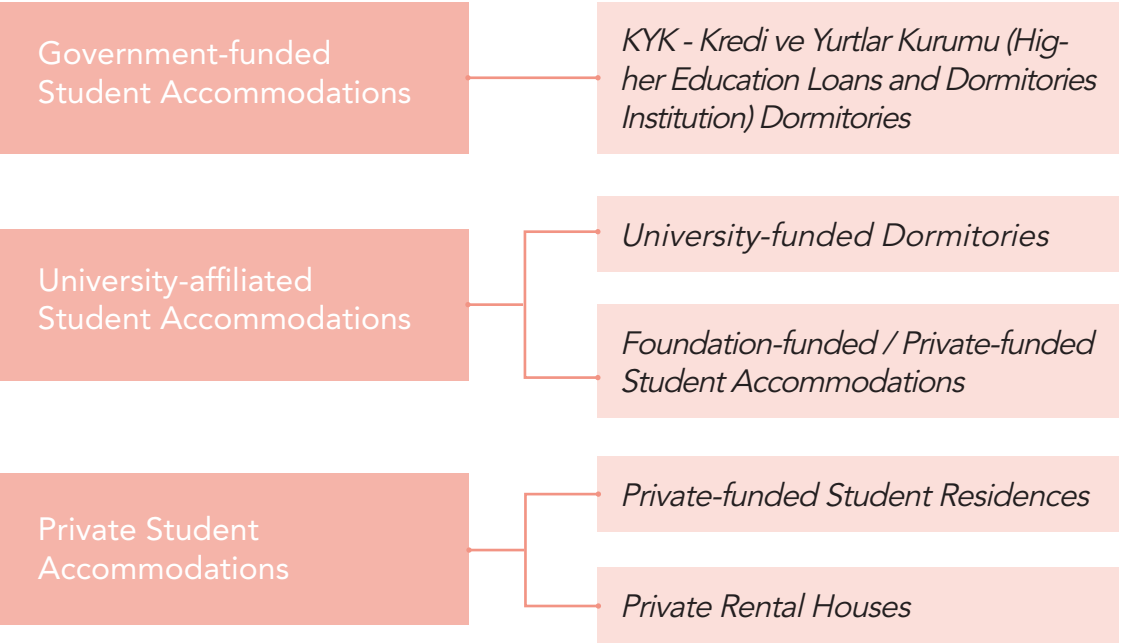 Government-funded
Student Accommodations
KYK - Kredi ve Yurtlar Kurumu (Hig-
her Education Loans and Dormitories
Institution) Dormitories
University-affiliated
Student Accommodations
University-funded Dormitories
Foundation-funded / Private-funded
Student Accommodations
Private Student
Accommodations
Private-funded Student Residences
Private Rental Houses